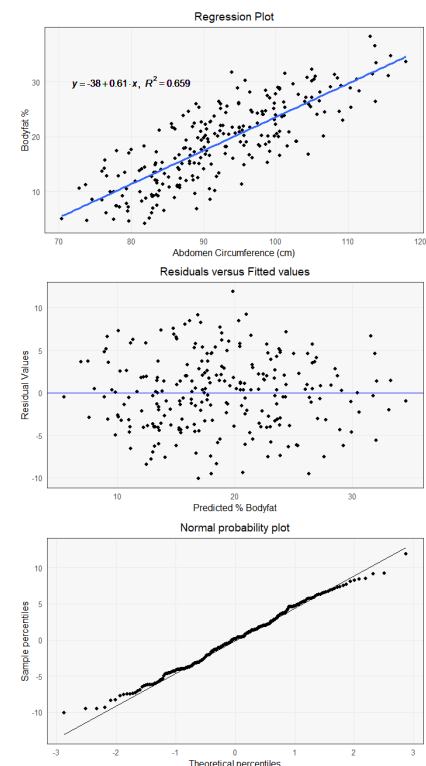 Regression Plot
y = -38 + 0.61 · x, R² = 0.659
Bodyfat %
30
20
10
70 80 90 100 110 120
Abdomen Circumference (cm)
Residuals versus Fitted values
Residual Values
10
5
0
-5
-10
10 20 30
Predicted % Bodyfat
Normal probability plot
Sample percentiles
10
5
0
-5
-10
-3 -2 -1 0 1 2 3
Theoretical percentiles